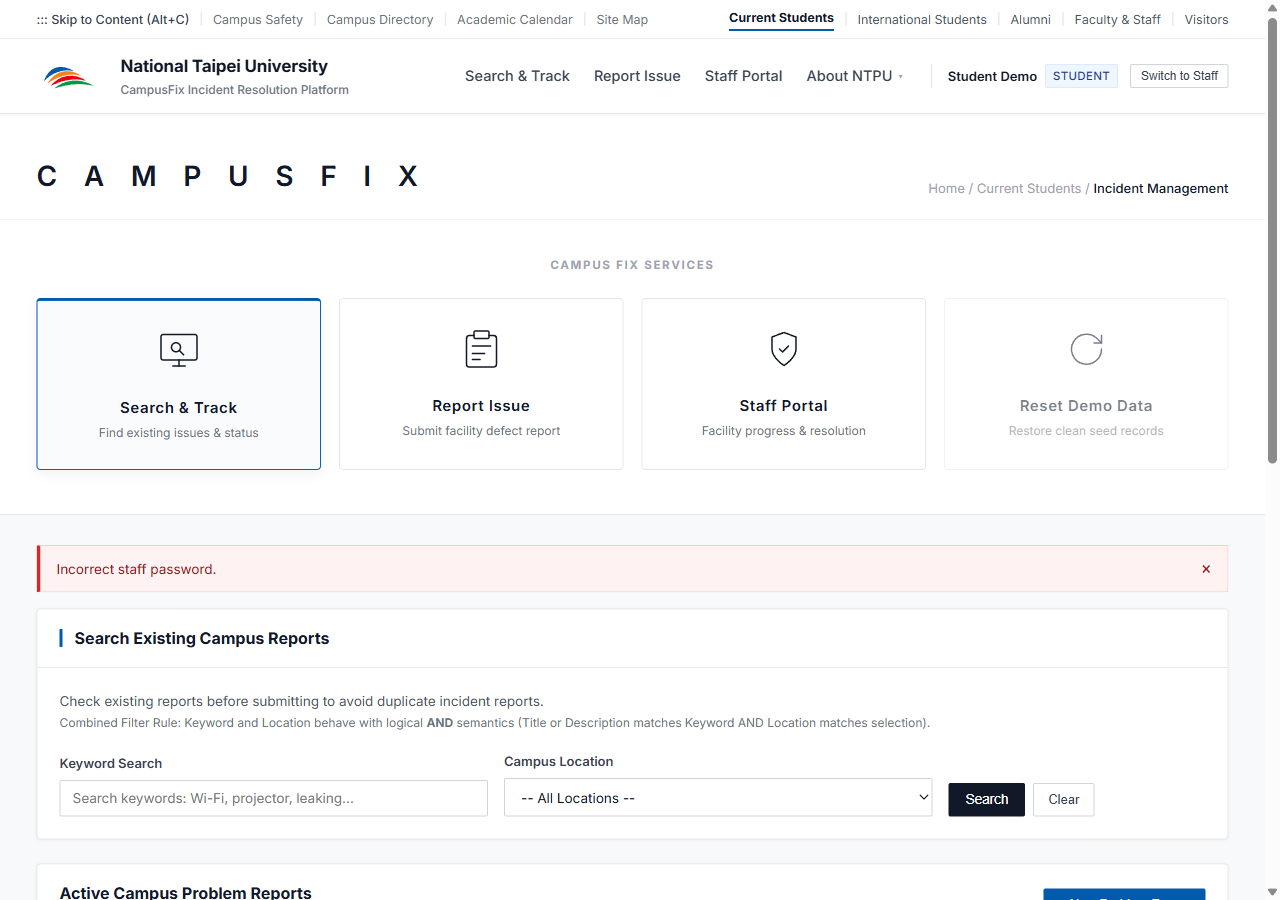 ::: Skip to Content (Alt+C) Campus Safety Campus Directory Academic Calendar Site Map Current Students International Students Alumni Faculty & Staff Visitors
National Taipei University
CampusFix Incident Resolution Platform
Search & Track Report Issue Staff Portal About NTPU Student Demo STUDENT Switch to Staff
C A M P U S F I X
Home / Current Students / Incident Management
CAMPUS FIX SERVICES
Search & Track
Find existing issues & status
Report Issue
Submit facility defect report
Staff Portal
Facility progress & resolution
Reset Demo Data
Restore clean seed records
Incorrect staff password. ×
Search Existing Campus Reports
Check existing reports before submitting to avoid duplicate incident reports.
Combined Filter Rule: Keyword and Location behave with logical AND semantics (Title or Description matches Keyword AND Location matches selection).
Keyword Search
Search keywords: Wi-Fi, projector, leaking...
Campus Location
-- All Locations --
Search Clear
Active Campus Problem Reports